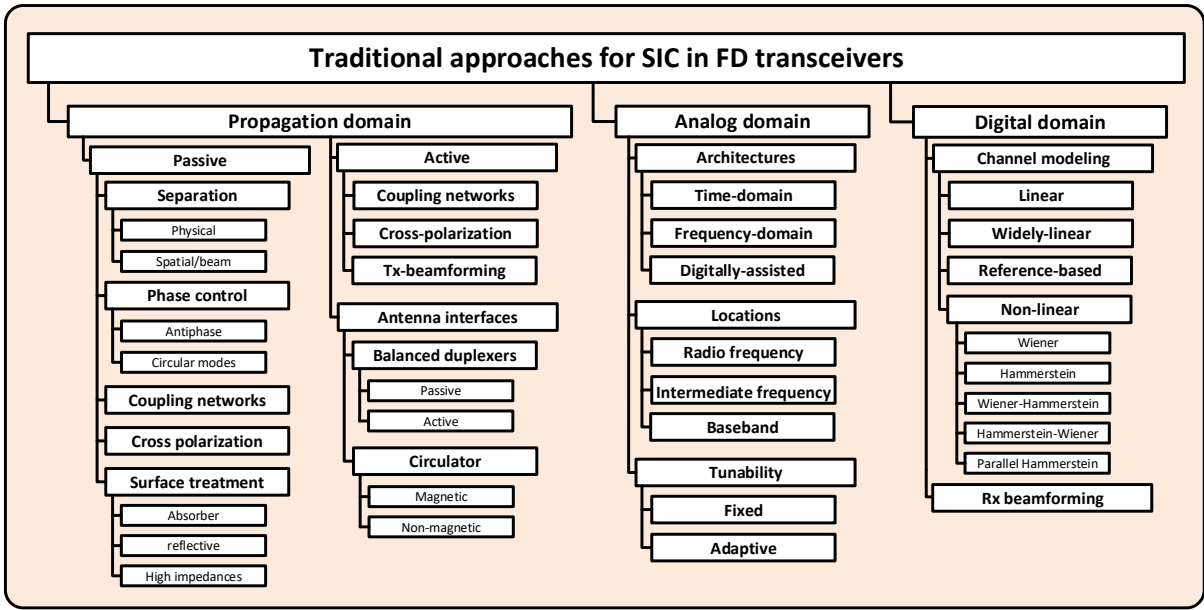 Traditional approaches for SIC in FD transceivers
Propagation domain
Passive
Separation
Physical
Spatial/beam
Phase control
Antiphase
Circular modes
Coupling networks
Cross polarization
Surface treatment
Absorber
reflective
High impedances
Active
Coupling networks
Cross-polarization
Tx-beamforming
Antenna interfaces
Balanced duplexers
Passive
Active
Circulator
Magnetic
Non-magnetic
Analog domain
Architectures
Time-domain
Frequency-domain
Digitally-assisted
Locations
Radio frequency
Intermediate frequency
Baseband
Tunability
Fixed
Adaptive
Digital domain
Channel modeling
Linear
Widely-linear
Reference-based
Non-linear
Wiener
Hammerstein
Wiener-Hammerstein
Hammerstein-Wiener
Parallel Hammerstein
Rx beamforming